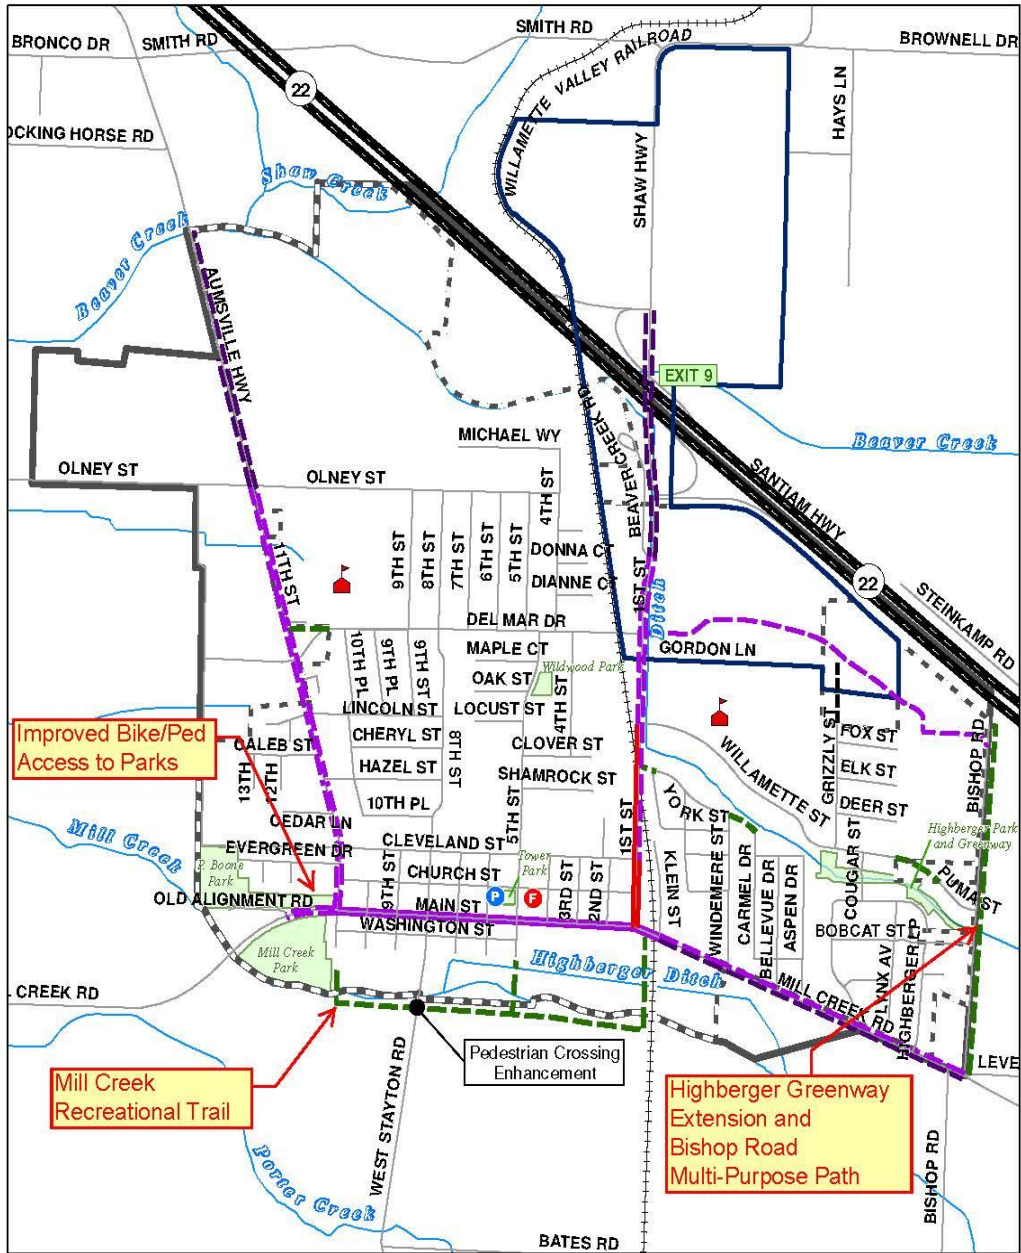 BRONCO DR
SMITH RD
SMITH RD
BROWNELL DR
WILLAMETTE VALLEY RAILROAD
22
OCKING HORSE RD
HAYS LN
SHAW HWY
Shaw Creek
Beaver Creek
AUMSVILLE HWY
EXIT 9
BEAVER CREEK RD
MICHAEL WY
Beaver Creek
OLNEY ST
OLNEY ST
SANTIAM HWY
4TH ST
9TH ST
8TH ST
7TH ST
6TH ST
5TH ST
DONNA CT
DIANNE CT
11TH ST
1ST ST
Ditch
22
STEINKAMP RD
DEL MAR DR
10TH PL
9TH PL
9TH ST
MAPLE CT
GORDON LN
Wildwood Park
OAK ST
4TH ST
LINCOLN ST
LOCUST ST
Improved Bike/Ped
Access to Parks
CALEB ST
CHERYL ST
8TH ST
CLOVER ST
WILLAMETTE ST
GRIZZLY ST
FOX ST
BISHOP RD
13TH
12TH
HAZEL ST
SHAMROCK ST
ELK ST
10TH PL
5TH ST
1ST ST
YORK ST
DEER ST
CEDAR LN
Mill Creek
EVERGREEN DR
CLEVELAND ST
Highberger Park
and Greenway
P. Boone
Park
Tower
Park
CHURCH ST
9TH ST
3RD ST
2ND ST
KLEIN ST
WINDEMERE ST
CARMEL DR
BELLEVUE DR
ASPEN DR
COUGAR ST
PUMA ST
OLD ALIGNMENT RD
MAIN ST
P
F
WASHINGTON ST
BOBCAT ST
Mill Creek
Park
Highberger Ditch
LYNX AV
HIGHBERGER LP
L CREEK RD
MILL CREEK RD
Pedestrian Crossing
Enhancement
LEVE
Mill Creek
Recreational Trail
Highberger Greenway
Extension and
Bishop Road
Multi-Purpose Path
WEST STAYTON RD
Porter Creek
BISHOP RD
BATES RD